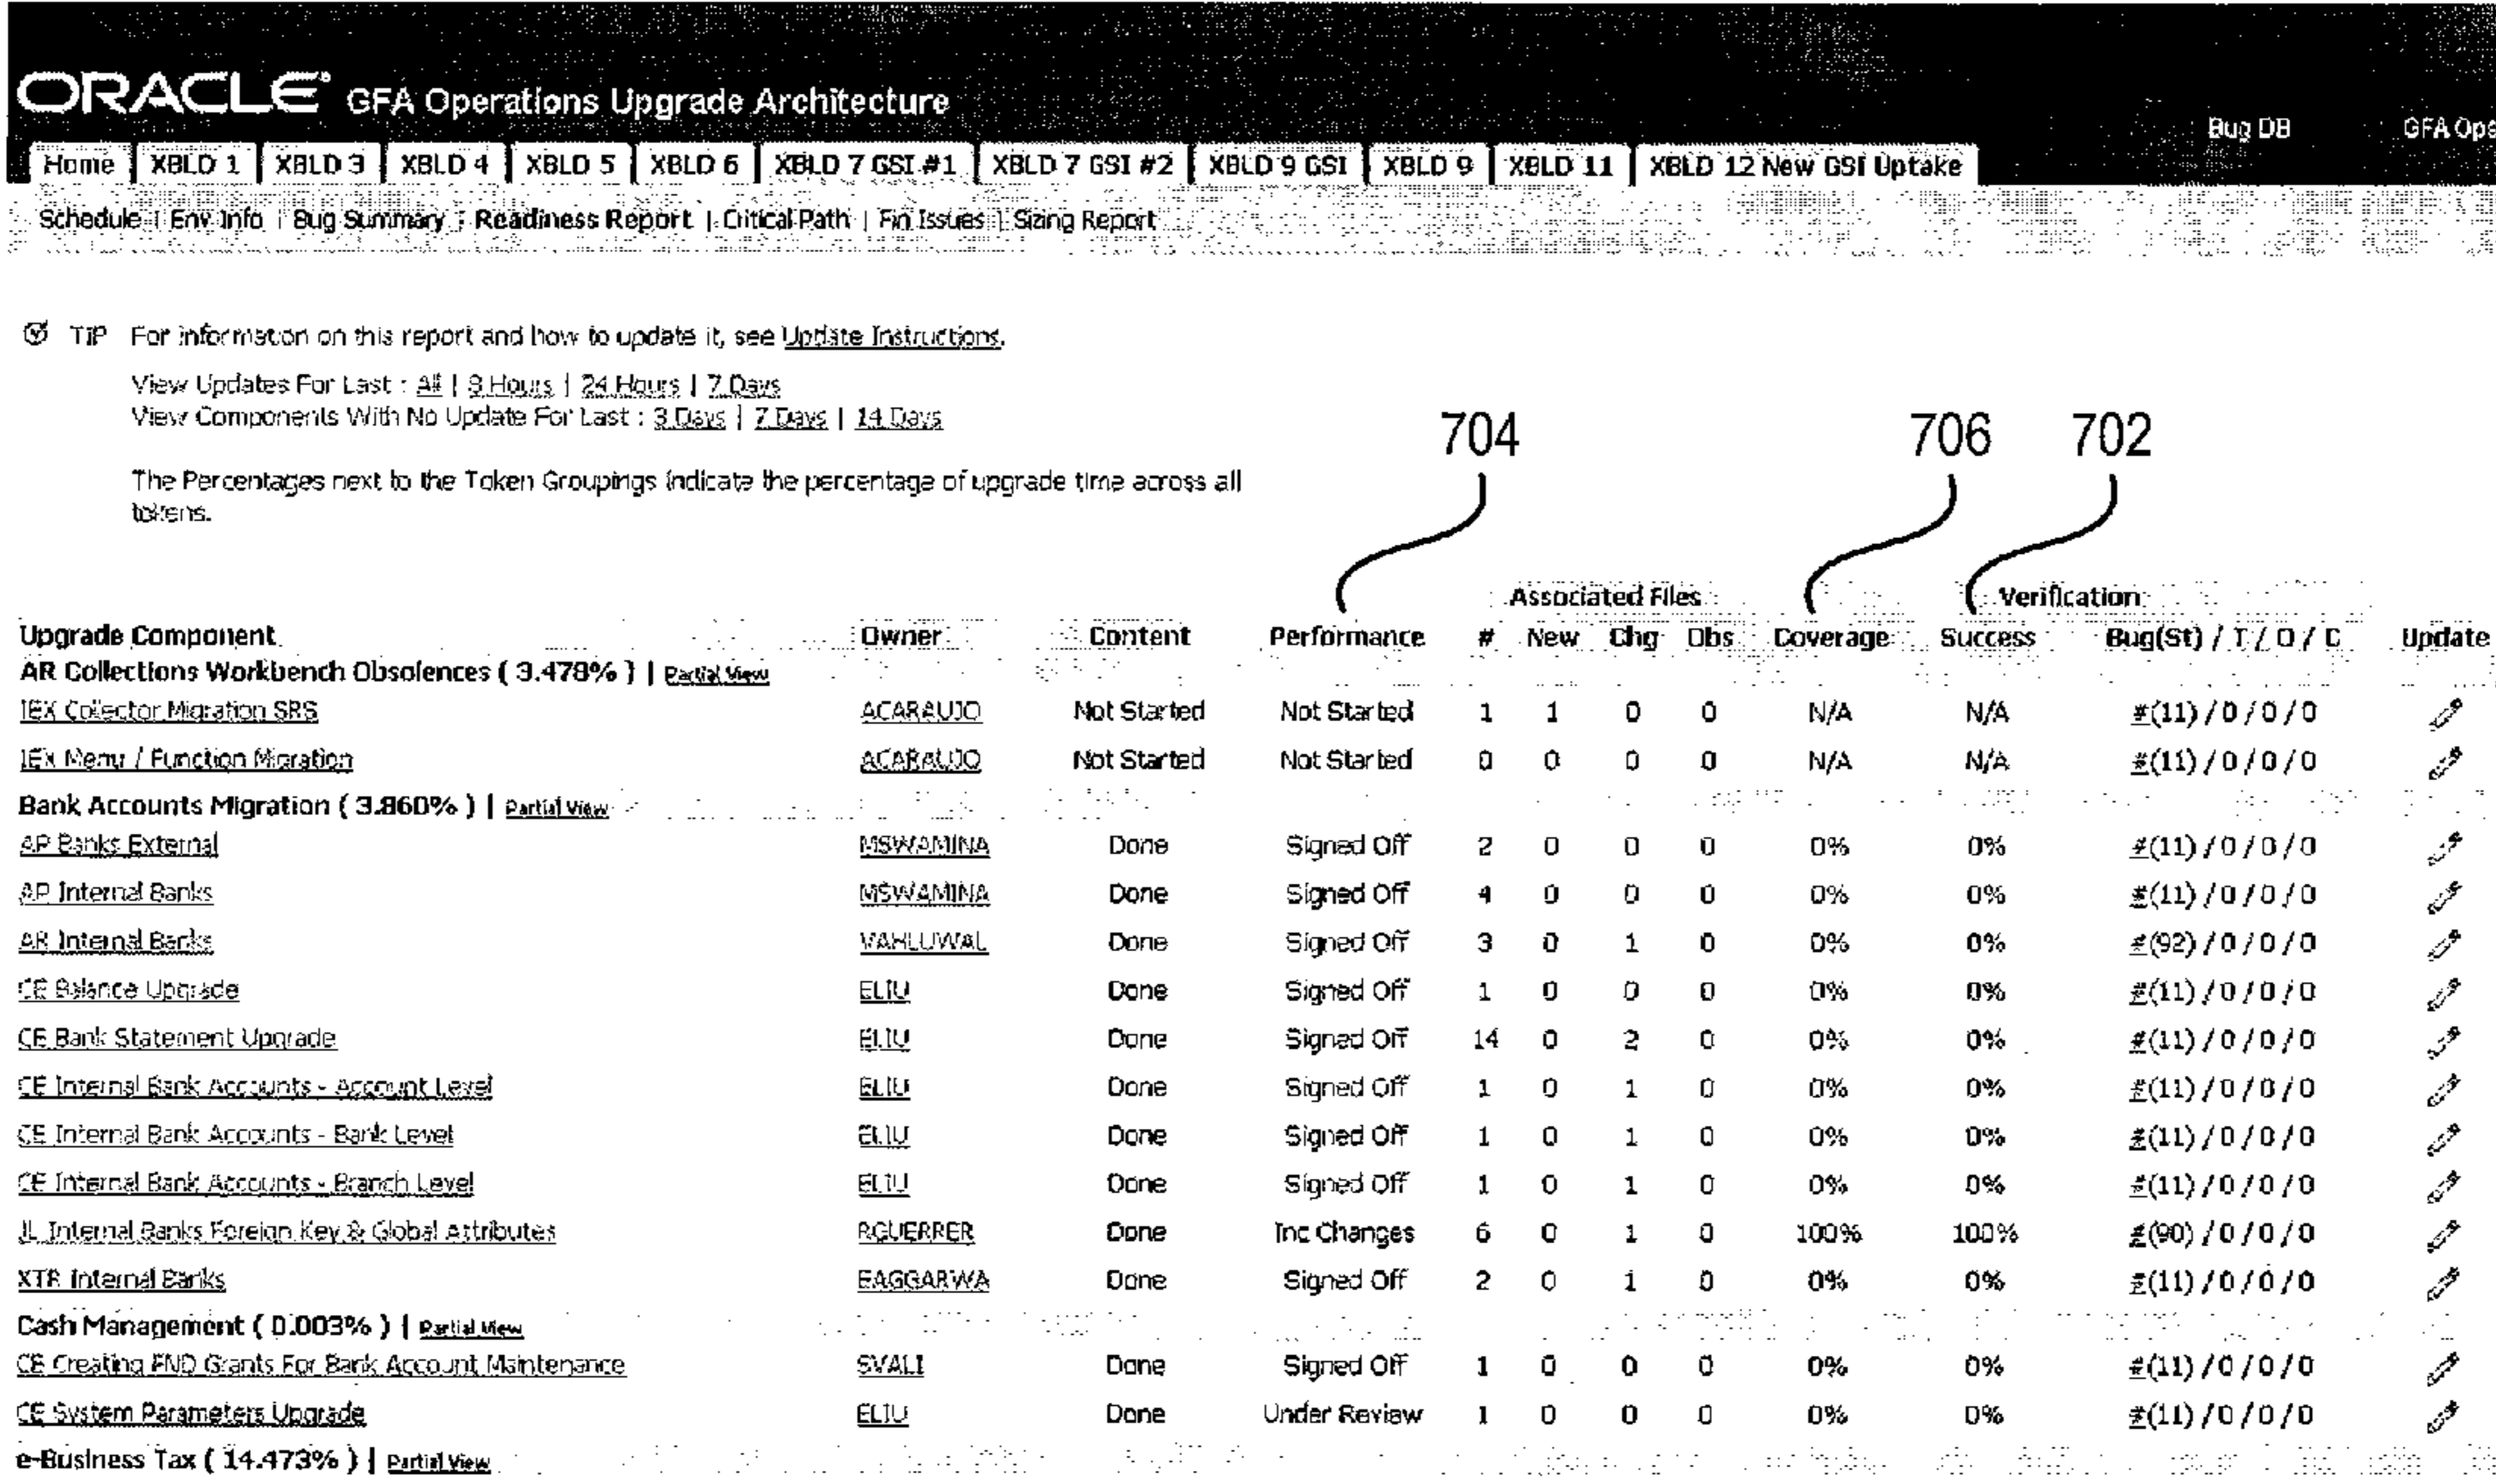 ORACLE® GFA Operations Upgrade Architecture
Bug DB GFA Ops
Home XBLD 1 XBLD 3 XBLD 4 XBLD 5 XBLD 6 XBLD 7 GSI #1 XBLD 7 GSI #2 XBLD 9 GSI XBLD 9 XBLD 11 XBLD 12 New GSI Uptake
Schedule | Env Info | Bug Summary | Readiness Report | Critical Path | Fin Issues | Sizing Report
TIP For information on this report and how to update it, see Update Instructions.
View Updates For Last : All | 8 Hours | 24 Hours | 7 Days
View Components With No Update For Last : 3 Days | 7 Days | 14 Days
704 706 702
The Percentages next to the Token Groupings indicate the percentage of upgrade time across all
tokens.
Associated Files Verification
Upgrade Component Owner Content Performance # New Chg Obs Coverage Success Bug(St) / T / O / C Update
AR Collections Workbench Obsolences ( 3.478% ) | Partial View
IEX Collector Migration SRS ACARAUJO Not Started Not Started 1 1 0 0 N/A N/A #(11) / 0 / 0 / 0
IEX Menu / Function Migration ACARAUJO Not Started Not Started 0 0 0 0 N/A N/A #(11) / 0 / 0 / 0
Bank Accounts Migration ( 3.860% ) | Partial View
AP Banks External MSWAMINA Done Signed Off 2 0 0 0 0% 0% #(11) / 0 / 0 / 0
AP Internal Banks MSWAMINA Done Signed Off 4 0 0 0 0% 0% #(11) / 0 / 0 / 0
AR Internal Banks VAHLUWAL Done Signed Off 3 0 1 0 0% 0% #(92) / 0 / 0 / 0
CE Balance Upgrade ELIU Done Signed Off 1 0 0 0 0% 0% #(11) / 0 / 0 / 0
CE Bank Statement Upgrade ELIU Done Signed Off 14 0 2 0 0% 0% #(11) / 0 / 0 / 0
CE Internal Bank Accounts - Account Level ELIU Done Signed Off 1 0 1 0 0% 0% #(11) / 0 / 0 / 0
CE Internal Bank Accounts - Bank Level ELIU Done Signed Off 1 0 1 0 0% 0% #(11) / 0 / 0 / 0
CE Internal Bank Accounts - Branch Level ELIU Done Signed Off 1 0 1 0 0% 0% #(11) / 0 / 0 / 0
JL Internal Banks Foreign Key & Global Attributes RGUERRER Done Inc Changes 6 0 1 0 100% 100% #(90) / 0 / 0 / 0
XTR Internal Banks EAGGARWA Done Signed Off 2 0 1 0 0% 0% #(11) / 0 / 0 / 0
Cash Management ( 0.003% ) | Partial View
CE Creating FND Grants For Bank Account Maintenance SVALI Done Signed Off 1 0 0 0 0% 0% #(11) / 0 / 0 / 0
CE System Parameters Upgrade ELIU Done Under Review 1 0 0 0 0% 0% #(11) / 0 / 0 / 0
e-Business Tax ( 14.473% ) | Partial View